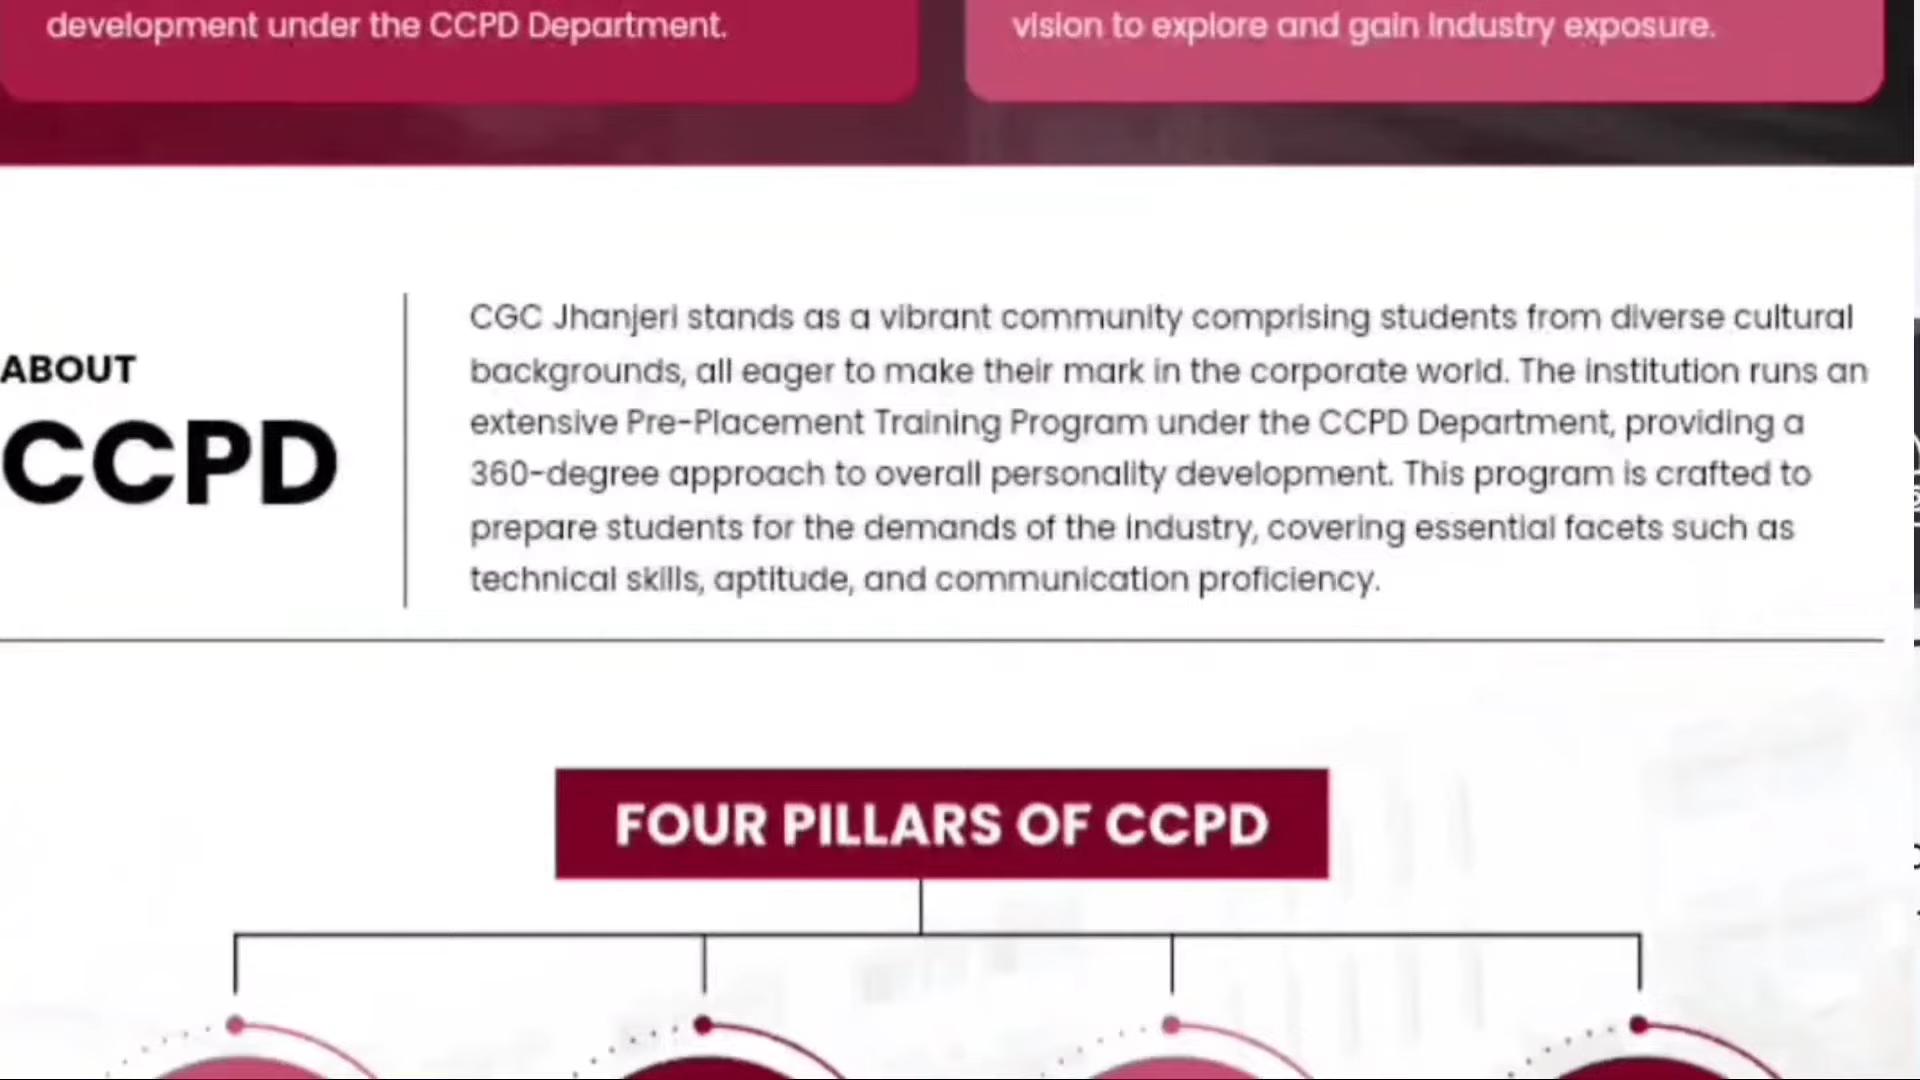 development under the CCPD Department.
vision to explore and gain industry exposure.
ABOUT
CCPD
CGC Jhanjeri stands as a vibrant community comprising students from diverse cultural
backgrounds, all eager to make their mark in the corporate world. The institution runs an
extensive Pre-Placement Training Program under the CCPD Department, providing a
360-degree approach to overall personality development. This program is crafted to
prepare students for the demands of the industry, covering essential facets such as
technical skills, aptitude, and communication proficiency.
FOUR PILLARS OF CCPD